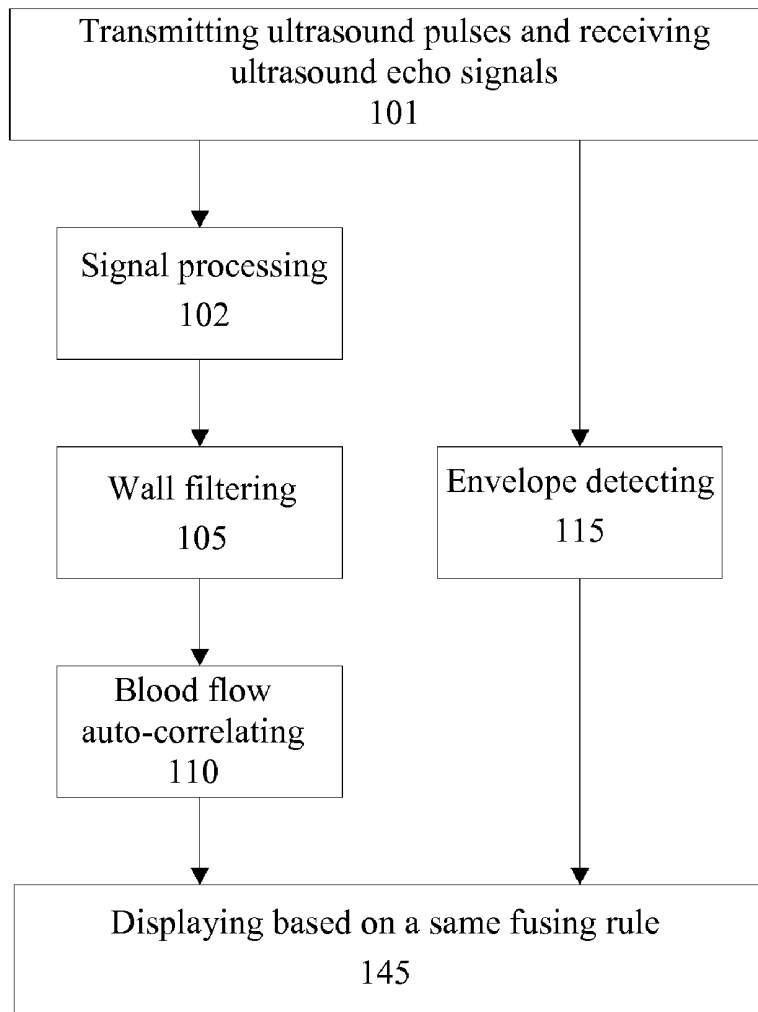 Transmitting ultrasound pulses and receiving
ultrasound echo signals
101
Signal processing
102
Wall filtering
105
Envelope detecting
115
Blood flow
auto-correlating
110
Displaying based on a same fusing rule
145